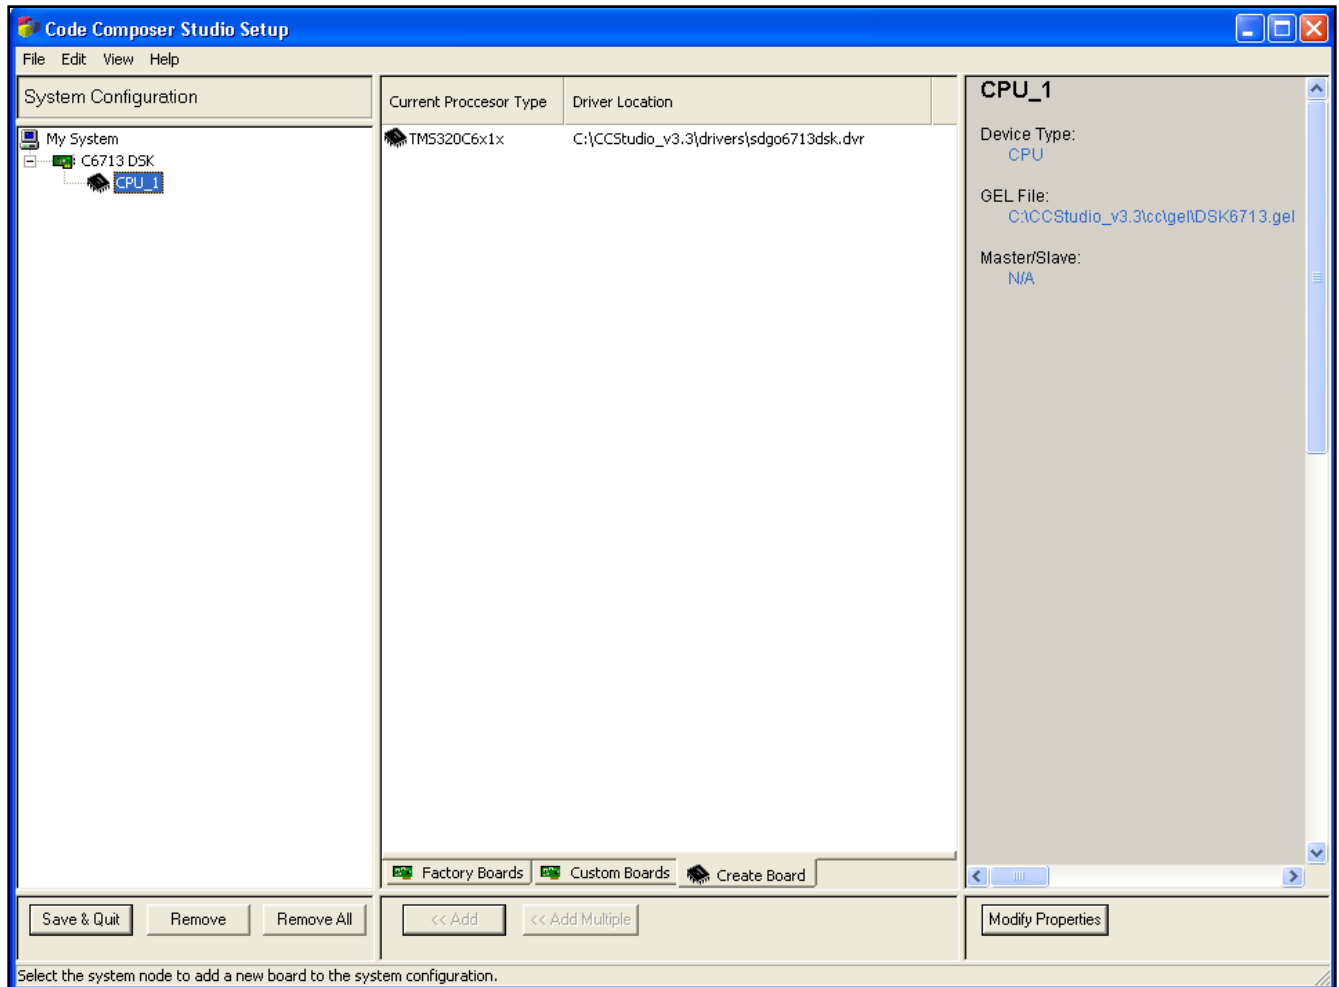 Code Composer Studio Setup
File Edit View Help
System Configuration
My System
C6713 DSK
CPU_1
Current Proccesor Type Driver Location
TMS320C6x1x C:\CCStudio_v3.3\drivers\sdgo6713dsk.dvr
Factory Boards Custom Boards Create Board
CPU_1
Device Type:
CPU
GEL File:
C:\CCStudio_v3.3\cc\gel\DSK6713.gel
Master/Slave:
N/A
Save & Quit Remove Remove All << Add << Add Multiple Modify Properties
Select the system node to add a new board to the system configuration.